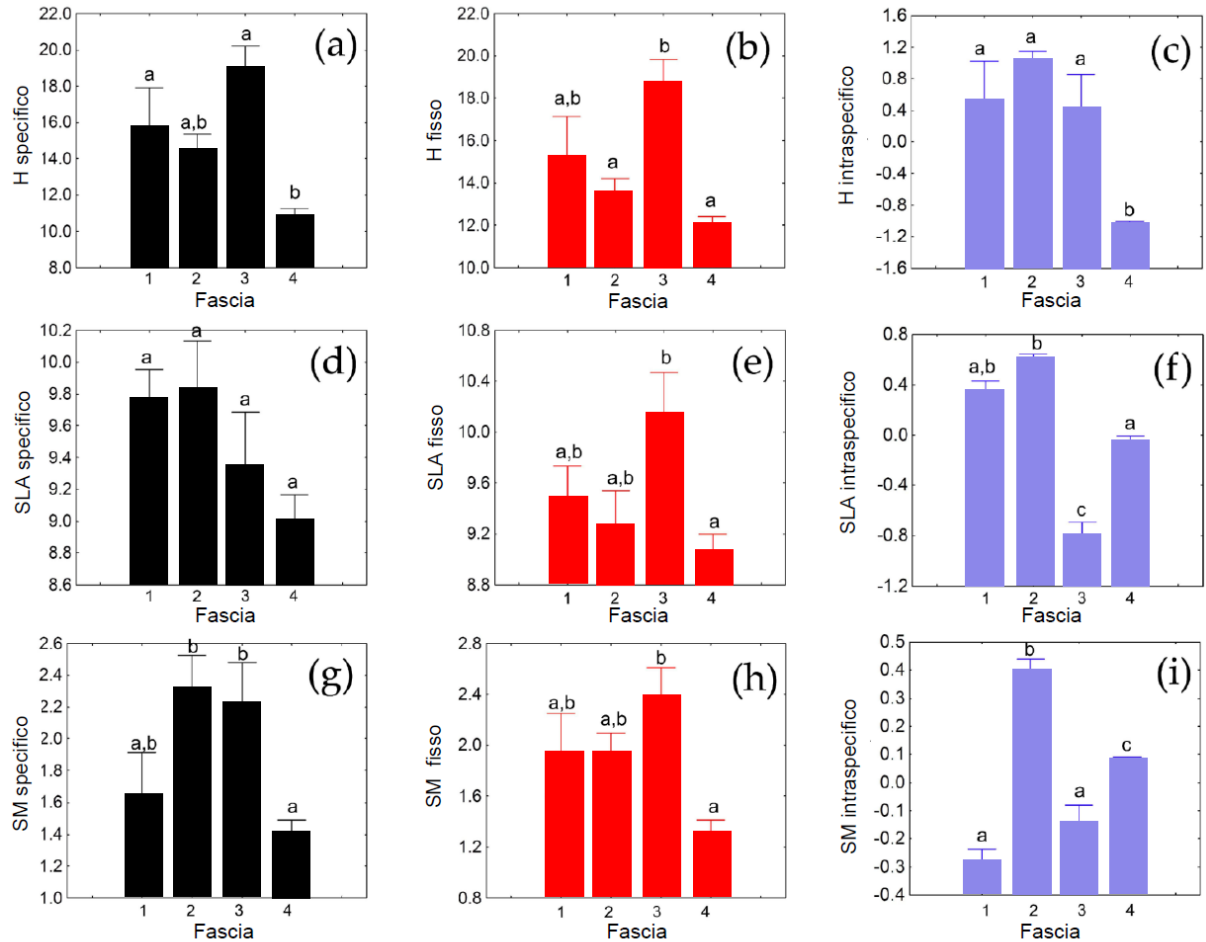 22.0
20.0
18.0
16.0
14.0
12.0
10.0
8.0
H specifico
a
a,b
a
b
(a)
1 2 3 4
Fascia
22.0
20.0
18.0
16.0
14.0
12.0
10.0
H fisso
a,b
a
b
a
(b)
1 2 3 4
Fascia
1.6
1.2
0.8
0.4
0.0
-0.4
-0.8
-1.2
-1.6
H intraspecifico
a
a
a
b
(c)
1 2 3 4
Fascia
10.2
10.0
9.8
9.6
9.4
9.2
9.0
8.8
8.6
SLA specifico
a
a
a
a
(d)
1 2 3 4
Fascia
10.8
10.4
10.0
9.6
9.2
8.8
SLA fisso
a,b
a,b
b
a
(e)
1 2 3 4
Fascia
0.8
0.4
0.0
-0.4
-0.8
-1.2
SLA intraspecifico
a,b
b
c
a
(f)
1 2 3 4
Fascia
2.6
2.4
2.2
2.0
1.8
1.6
1.4
1.2
1.0
SM specifico
a,b
b
b
a
(g)
1 2 3 4
Fascia
2.8
2.4
2.0
1.6
1.2
0.8
SM fisso
a,b
a,b
b
a
(h)
1 2 3 4
Fascia
0.5
0.4
0.3
0.2
0.1
0.0
-0.1
-0.2
-0.3
-0.4
SM intraspecifico
a
b
a
c
(i)
1 2 3 4
Fascia